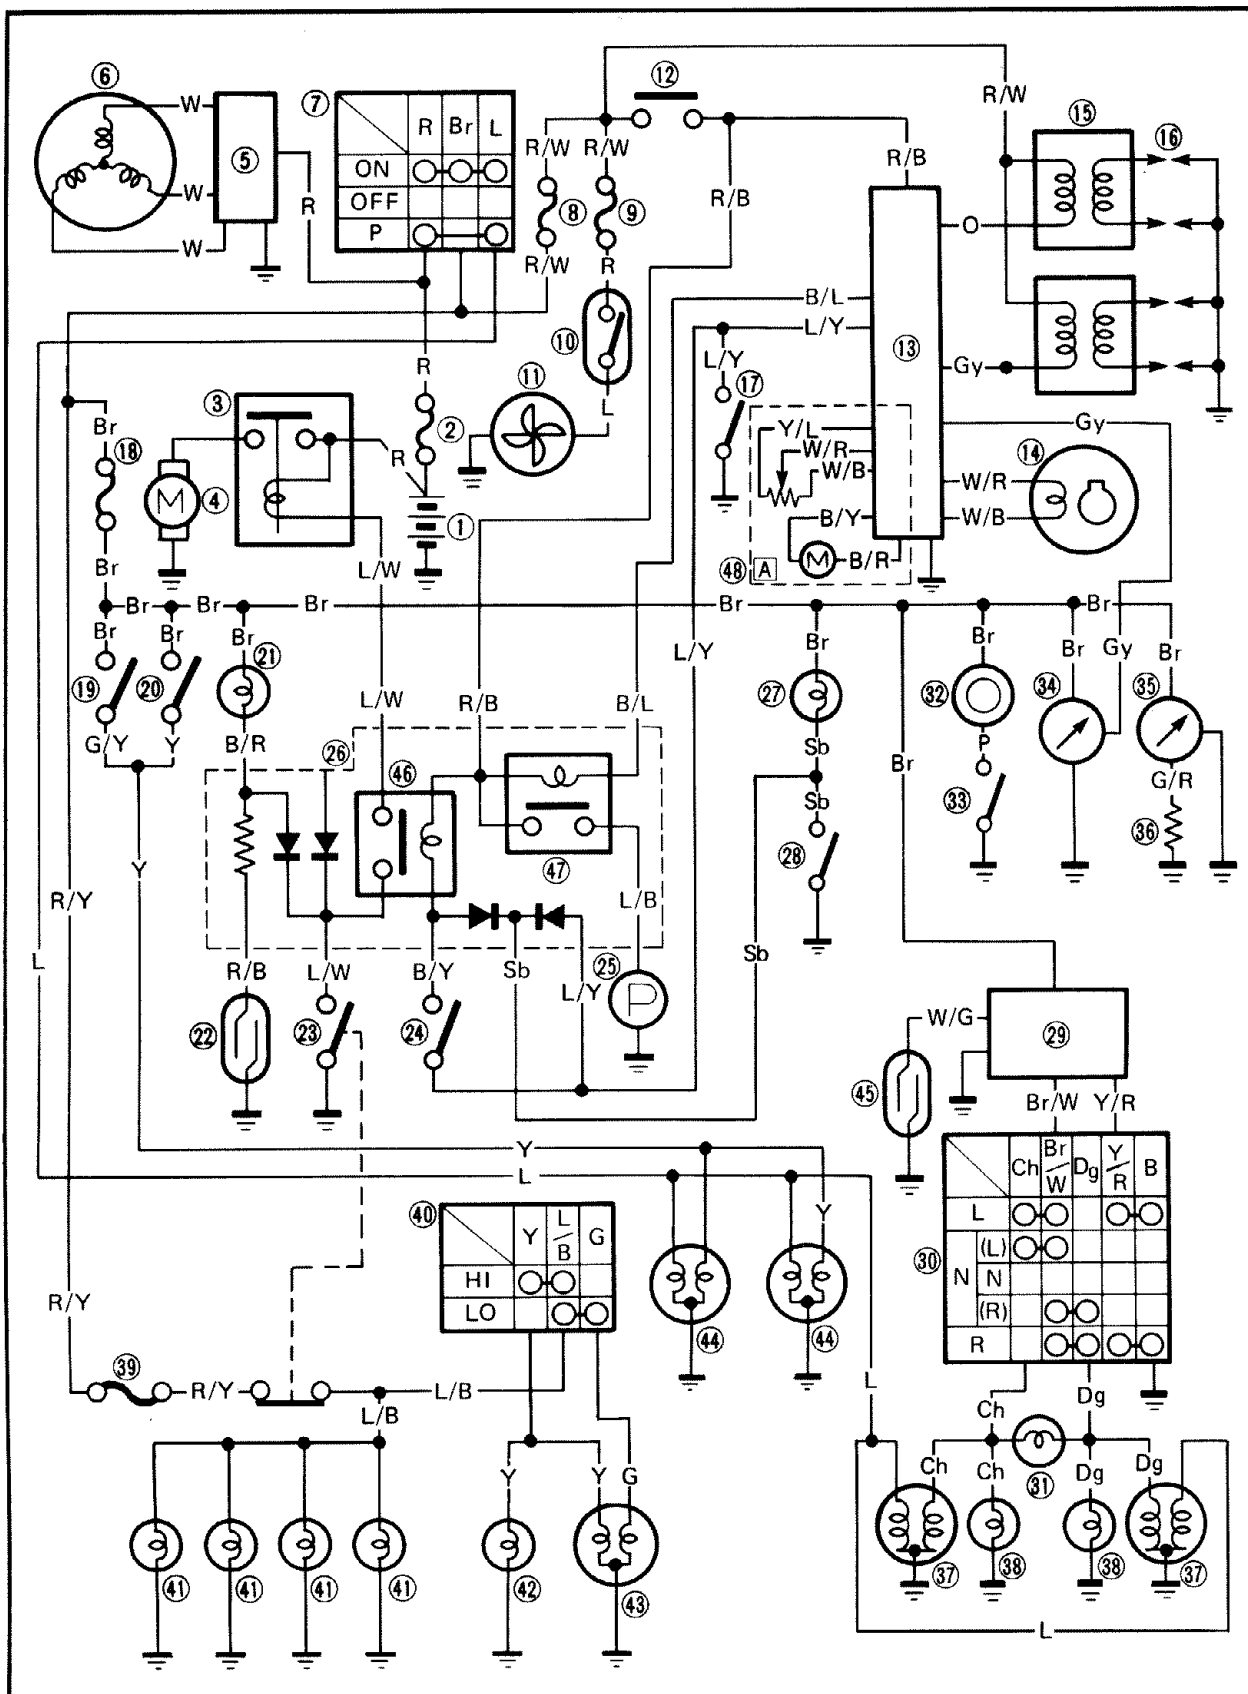 ⑥ ⑦ ⑫ ⑮ ⑯
W R Br L R/W
⑤ ON R/W R/W R/B
W OFF R ⑧ ⑨ R/B O
W P R/W R
B/L
L/Y ⑬
⑩ L/Y ⑰ Gy
③ R ⑪ L
Br ② Y/L Gy
⑱ R W/R ⑭
M ④ W/B W/R
① B/Y W/B
Br L/W ㊽ A M B/R
Br Br Br Br Br
Br Br Br ㉑ L/Y Br Br Br Gy Br
⑲ ⑳ L/W R/B B/L ㉗ ㉜ ㉞ ㉟
G/Y Y B/R Sb P
㉖ ㊻ Br G/R
Sb ㉝ ㊱
㉘
Y ㊼
R/Y L/B
L Sb
R/B L/W B/Y Sb ㉕
L/Y P W/G
㉒ ㉓ ㉔ ㉙
㊺ Br/W Y/R
Y
L Ch Br/W Dg Y/R B
㊵ Y L/B G Y L
(L)
HI ㉚ N N
R/Y LO (R)
㊹ ㊹ R
㊴ R/Y L/B L Dg
L/B Ch
Y Y G Ch Ch ㉛ Dg Dg
㊶ ㊶ ㊶ ㊶ ㊷ ㊸ ㊲ ㊳ ㊳ ㊲
L